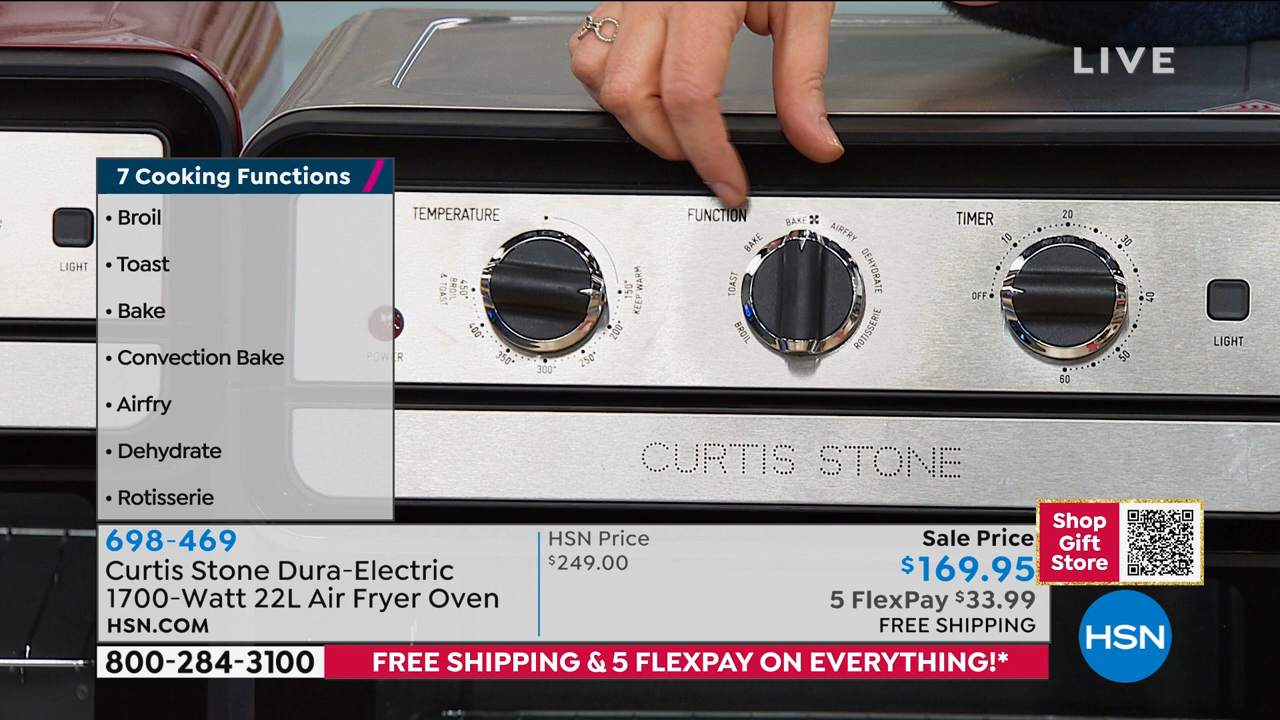 LIVE
7 Cooking Functions
• Broil
• Toast
• Bake
• Convection Bake
• Airfry
• Dehydrate
• Rotisserie
LIGHT
POWER
TEMPERATURE
150°
KEEP WARM
200°
250°
300°
350°
400°
450°
BROIL
& TOAST
FUNCTION
BROIL
TOAST
BAKE
BAKE
AIRFRY
DEHYDRATE
ROTISSERIE
TIMER
OFF
10
20
30
40
50
60
LIGHT
CURTIS STONE
698-469
Curtis Stone Dura-Electric
1700-Watt 22L Air Fryer Oven
HSN.COM
HSN Price
$249.00
Sale Price
$169.95
5 FlexPay $33.99
FREE SHIPPING
Shop
Gift
Store
HSN
800-284-3100
FREE SHIPPING & 5 FLEXPAY ON EVERYTHING!*